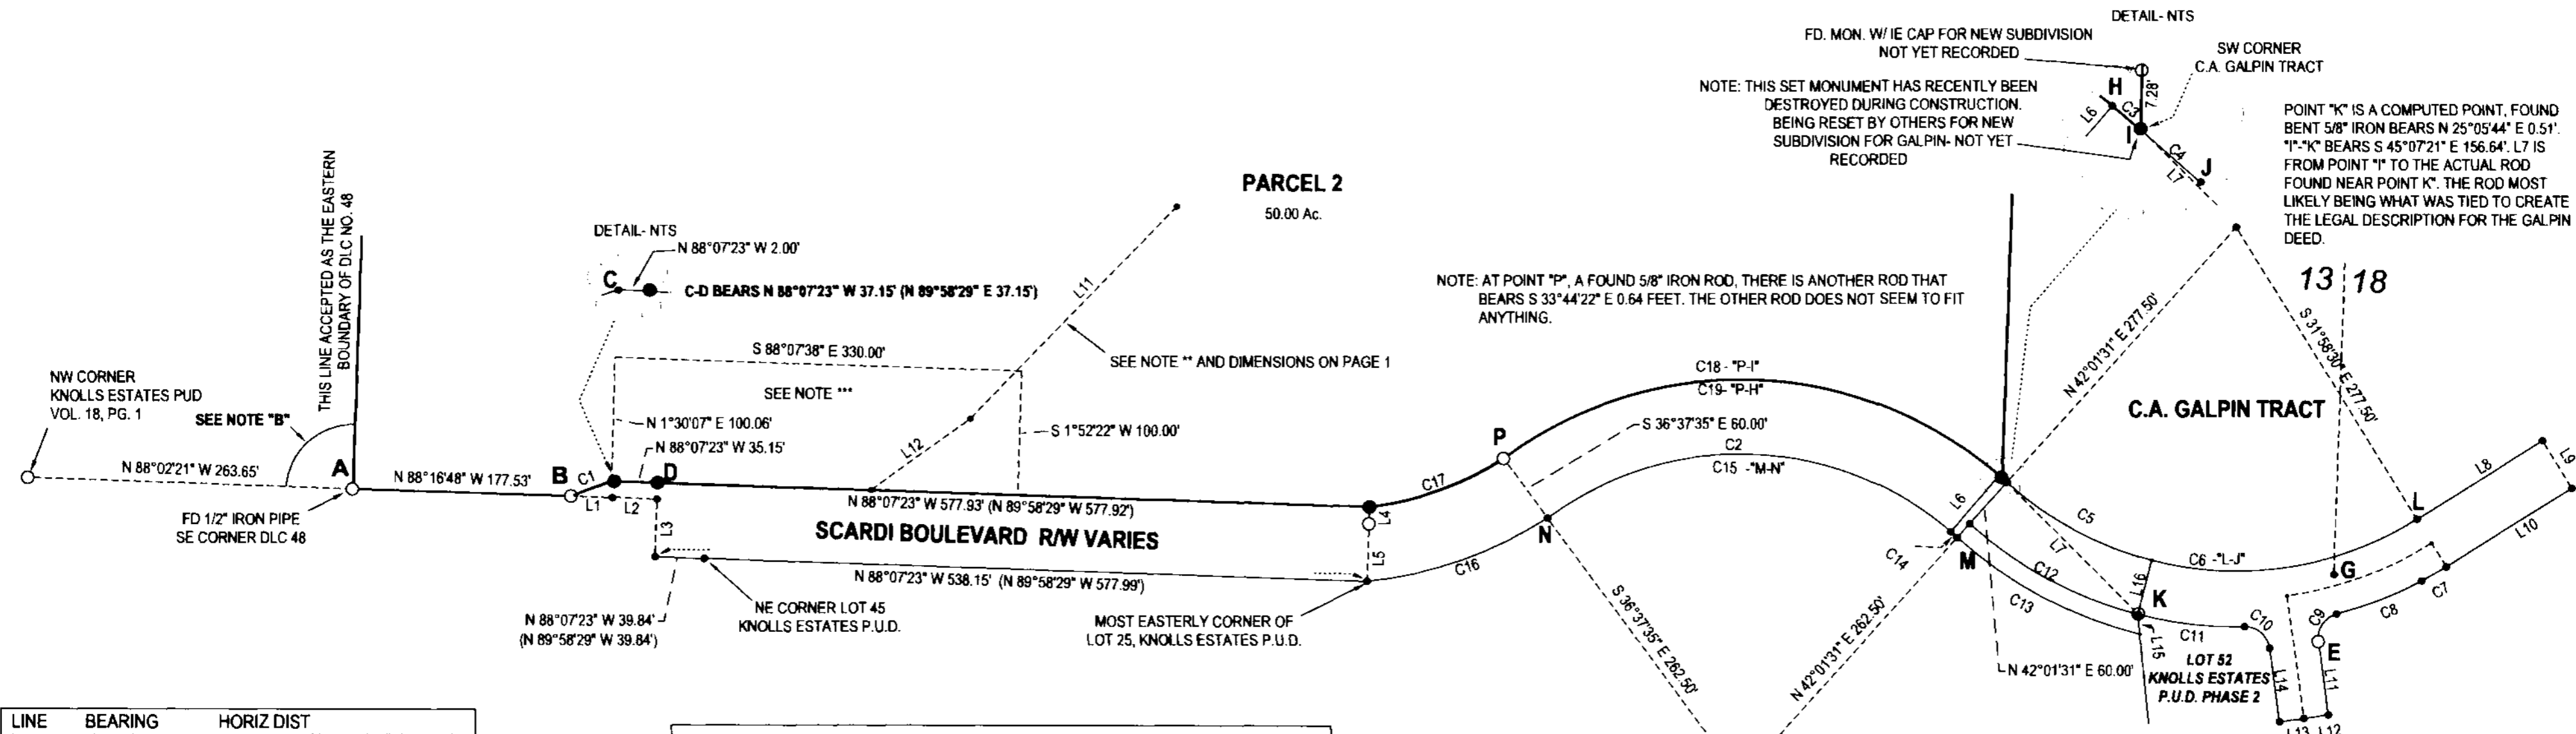 DETAIL- NTS
FD. MON. W/ IE CAP FOR NEW SUBDIVISION
NOT YET RECORDED
SW CORNER
C.A. GALPIN TRACT
NOTE: THIS SET MONUMENT HAS RECENTLY BEEN
DESTROYED DURING CONSTRUCTION.
BEING RESET BY OTHERS FOR NEW
SUBDIVISION FOR GALPIN- NOT YET
RECORDED
H
7.28'
L6
C3
I
C4
J
L7
POINT "K" IS A COMPUTED POINT, FOUND
BENT 5/8" IRON BEARS N 25°05'44" E 0.51'.
"I"-"K" BEARS S 45°07'21" E 156.64'. L7 IS
FROM POINT "I" TO THE ACTUAL ROD
FOUND NEAR POINT K". THE ROD MOST
LIKELY BEING WHAT WAS TIED TO CREATE
THE LEGAL DESCRIPTION FOR THE GALPIN
DEED.
13 18
THIS LINE ACCEPTED AS THE EASTERN
BOUNDARY OF DLC NO. 48
PARCEL 2
50.00 Ac.
DETAIL- NTS
N 88°07'23" W 2.00'
C
C-D BEARS N 88°07'23" W 37.15' (N 89°58'29" E 37.15')
L11
NOTE: AT POINT "P", A FOUND 5/8" IRON ROD, THERE IS ANOTHER ROD THAT
BEARS S 33°44'22" E 0.64 FEET. THE OTHER ROD DOES NOT SEEM TO FIT
ANYTHING.
S 88°07'38" E 330.00'
SEE NOTE ** AND DIMENSIONS ON PAGE 1
NW CORNER
KNOLLS ESTATES PUD
VOL. 18, PG. 1
SEE NOTE "B"
SEE NOTE ***
N 1°30'07" E 100.06'
N 88°07'23" W 35.15'
S 1°52'22" W 100.00'
L12
N 88°02'21" W 263.65'
A
N 88°16'48" W 177.53'
B
C1
D
L1
L2
L3
FD 1/2" IRON PIPE
SE CORNER DLC 48
N 88°07'23" W 577.93' (N 89°58'29" W 577.92')
SCARDI BOULEVARD R/W VARIES
L4
L5
N 88°07'23" W 538.15' (N 89°58'29" W 577.99')
N 88°07'23" W 39.84'
(N 89°58'29" W 39.84')
NE CORNER LOT 45
KNOLLS ESTATES P.U.D.
MOST EASTERLY CORNER OF
LOT 25, KNOLLS ESTATES P.U.D.
C17
P
C16
N
C18 - "P-I"
C19- "P-H"
S 36°37'35" E 60.00'
C2
C15 -"M-N"
S 36°37'35" E 262.50'
N 42°01'31" E 262.50'
N 42°01'31" E 277.50'
S 31°58'30" E 277.50'
C.A. GALPIN TRACT
L6
C14
M
C5
L7
C12
C13
N 42°01'31" E 60.00'
L16
C6 -"L-J"
L
L8
L9
L10
G
K
L15
C11
C10
C9
C8
C7
E
LOT 52
KNOLLS ESTATES
P.U.D. PHASE 2
L14
L11
L13 L12
LINE BEARING HORIZ DIST